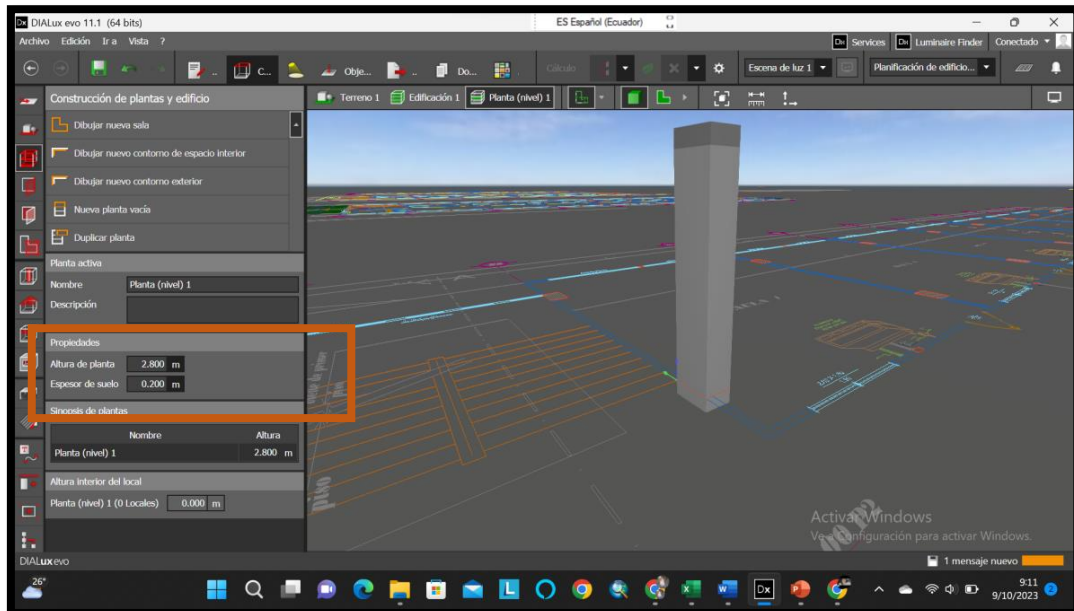 DIALux evo 11.1 (64 bits)
ES Español (Ecuador)
Archivo Edición Ir a Vista ?
Services
Luminaire Finder
Conectado
C...
Obje...
Do...
Cálculo
Escena de luz 1
Planificación de edificio...
Construcción de plantas y edificio
Terreno 1
Edificación 1
Planta (nivel) 1
Dibujar nueva sala
Dibujar nuevo contorno de espacio interior
Dibujar nuevo contorno exterior
Nueva planta vacía
Duplicar planta
Planta activa
Nombre Planta (nivel) 1
Descripción
Propiedades
Altura de planta 2.800 m
Espesor de suelo 0.200 m
Sinopsis de plantas
Nombre Altura
Planta (nivel) 1 2.800 m
Altura interior del local
Planta (nivel) 1 (0 Locales) 0.000 m
piso
Activar Windows
Ve a Configuración para activar Windows.
DIALux evo
1 mensaje nuevo
26°
9:11
9/10/2023